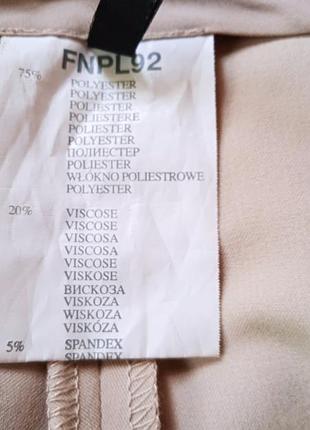 FNPL92
75% POLYESTER
POLYESTER
POLIESTER
POLIESTERE
POLIESTER
POLYESTER
ПОЛИЕСТЕР
POLIESTER
WŁÓKNO POLIESTROWE
POLYESTER
20% VISCOSE
VISCOSE
VISCOSA
VISCOSA
VISCOSE
VISKOSE
ВИСКОЗА
VISKOZA
WISKOZA
VISKÓZA
5% SPANDEX
SPANDEX